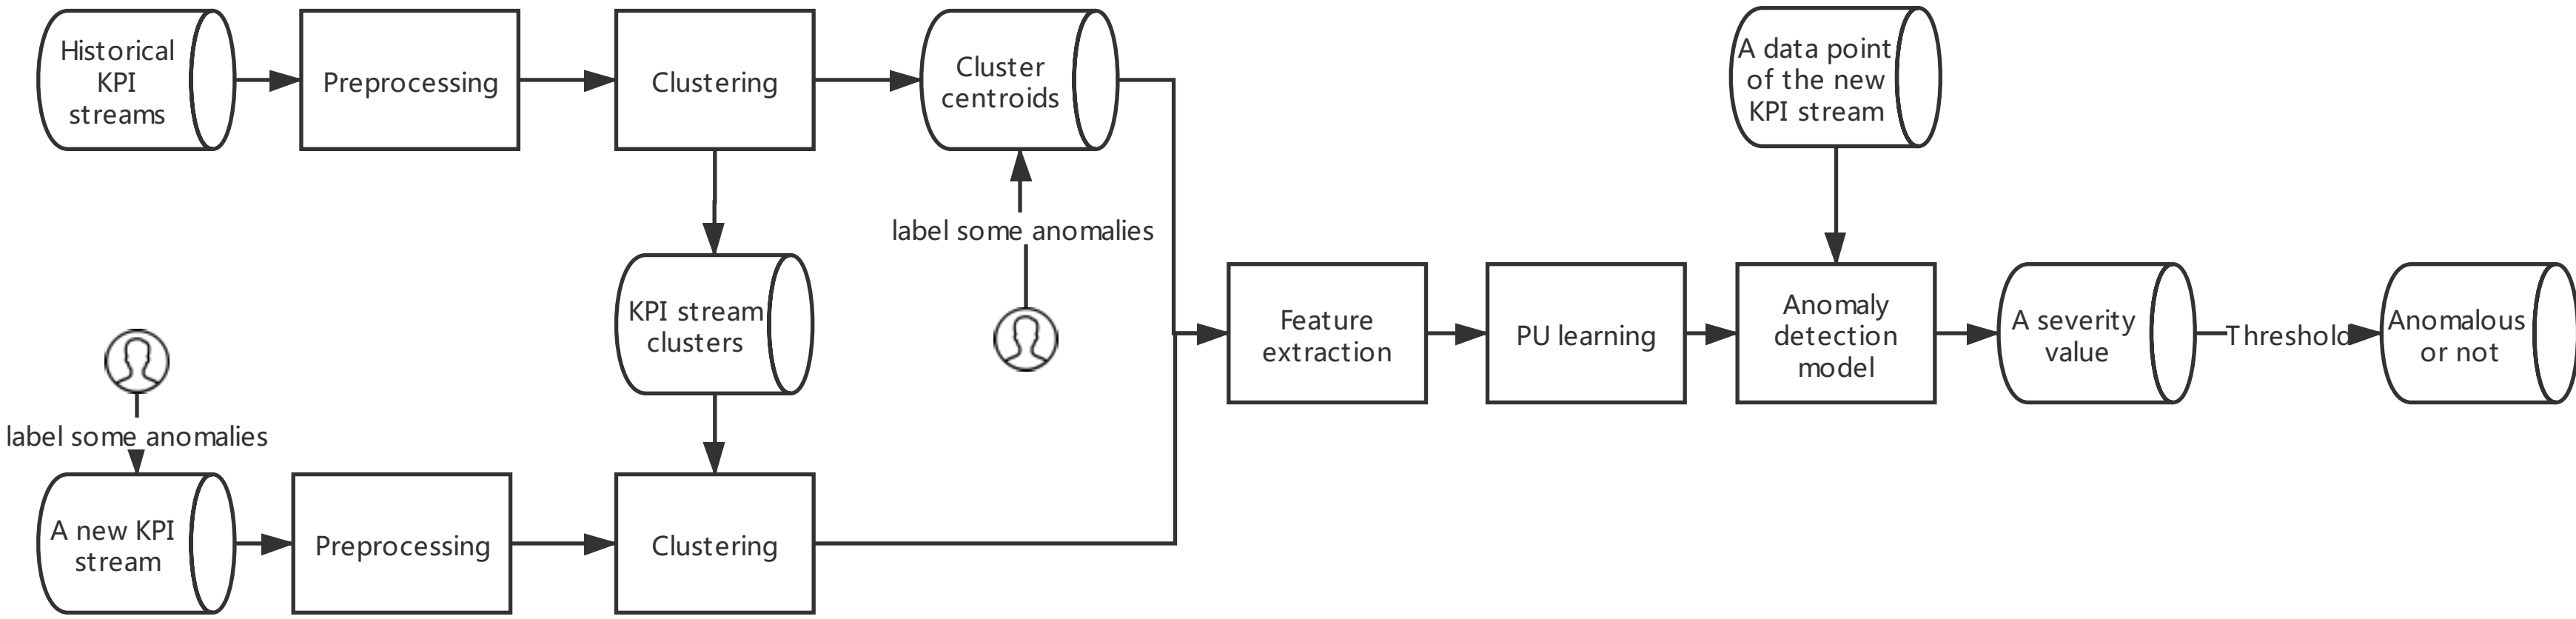 Historical
KPI
streams
Preprocessing
Clustering
Cluster
centroids
A data point
of the new
KPI stream
label some anomalies
KPI stream
clusters
Feature
extraction
PU learning
Anomaly
detection
model
A severity
value
Threshold
Anomalous
or not
label some anomalies
A new KPI
stream
Preprocessing
Clustering